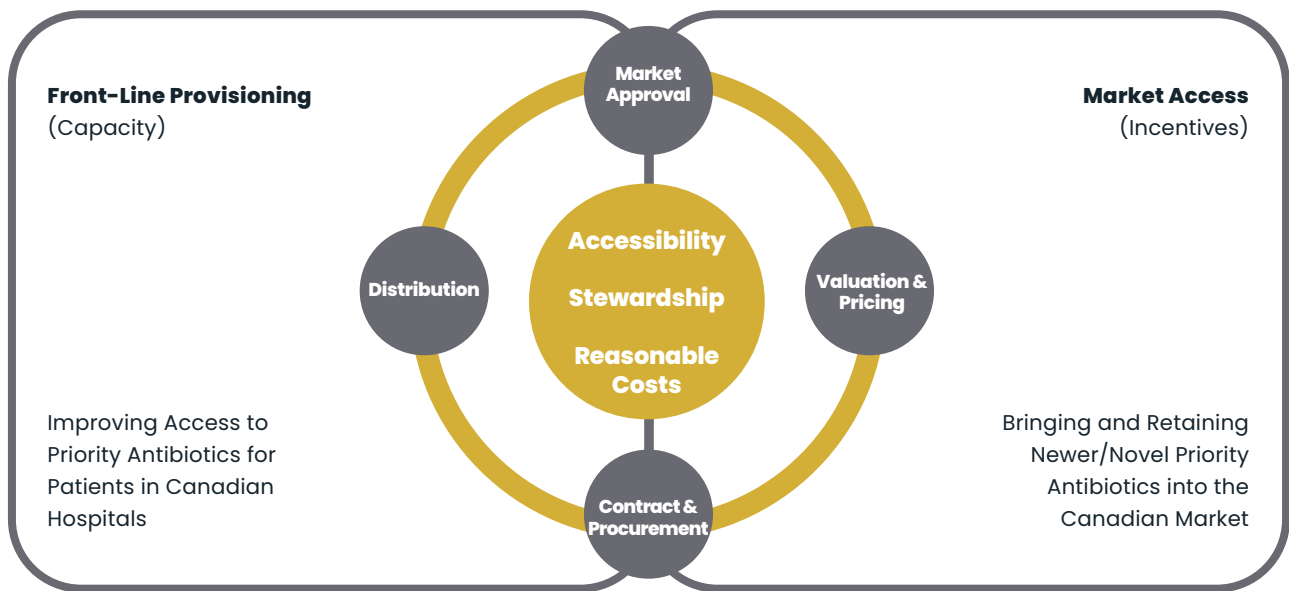 Front-Line Provisioning
(Capacity)
Improving Access to
Priority Antibiotics for
Patients in Canadian
Hospitals
Market
Approval
Distribution
Accessibility
Stewardship
Reasonable
Costs
Valuation &
Pricing
Contract &
Procurement
Market Access
(Incentives)
Bringing and Retaining
Newer/Novel Priority
Antibiotics into the
Canadian Market